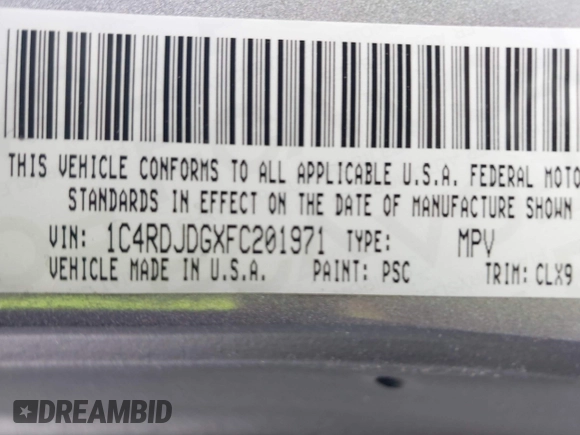 THIS VEHICLE CONFORMS TO ALL APPLICABLE U.S.A. FEDERAL MOTO
STANDARDS IN EFFECT ON THE DATE OF MANUFACTURE SHOWN
VIN: 1C4RDJDGXFC201971 TYPE: MPV
VEHICLE MADE IN U.S.A. PAINT: PSC TRIM: CLX9
DREAMBID